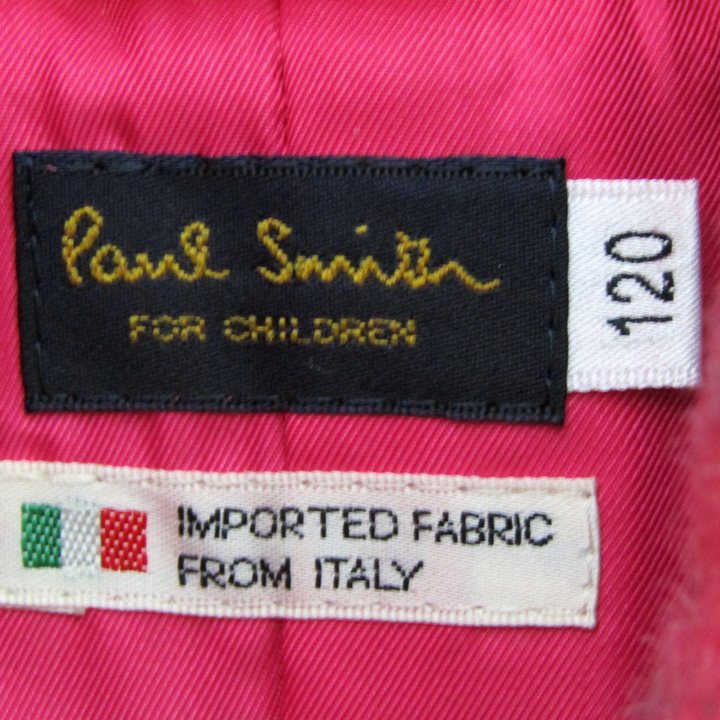 Paul Smith
FOR CHILDREN
120
IMPORTED FABRIC
FROM ITALY